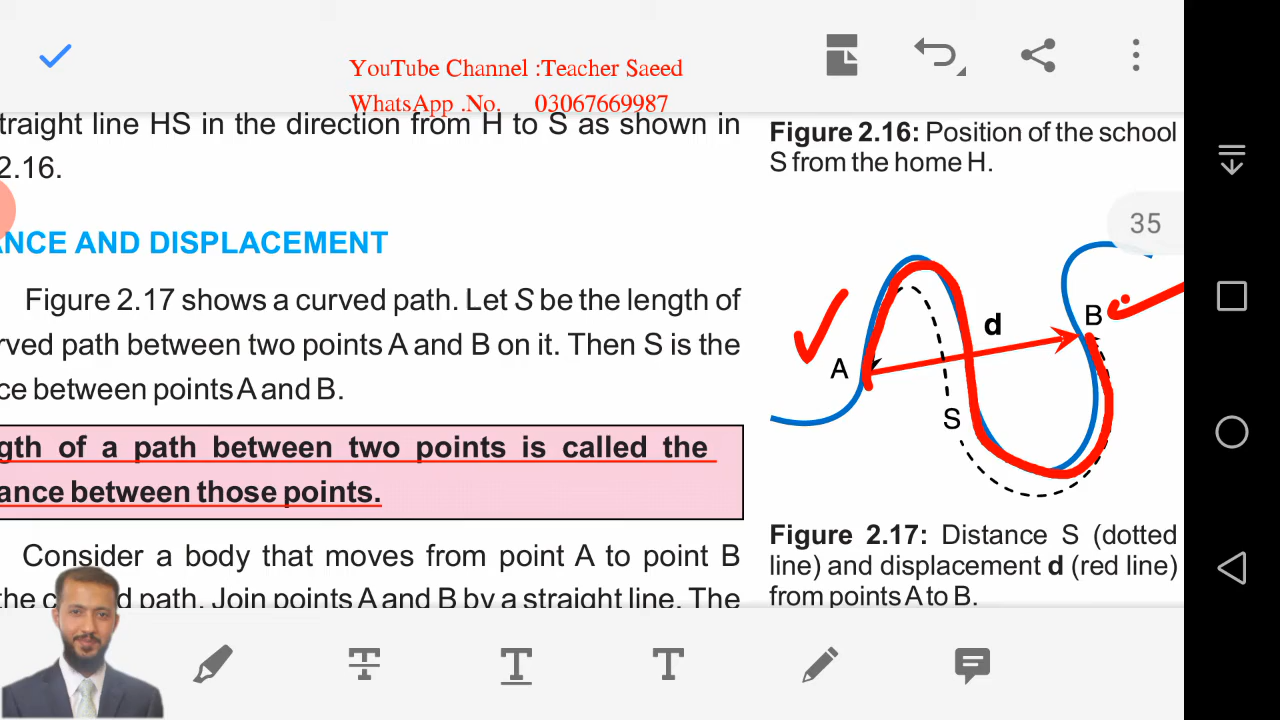 YouTube Channel :Teacher Saeed
WhatsApp .No. 03067669987
traight line HS in the direction from H to S as shown in
2.16.
ANCE AND DISPLACEMENT
Figure 2.17 shows a curved path. Let S be the length of
rved path between two points A and B on it. Then S is the
ce between points A and B.
gth of a path between two points is called the
ance between those points.
Consider a body that moves from point A to point B
the c d path. Join points A and B by a straight line. The
Figure 2.16: Position of the school
S from the home H.
35
A
d
B
S
Figure 2.17: Distance S (dotted
line) and displacement d (red line)
from points A to B.